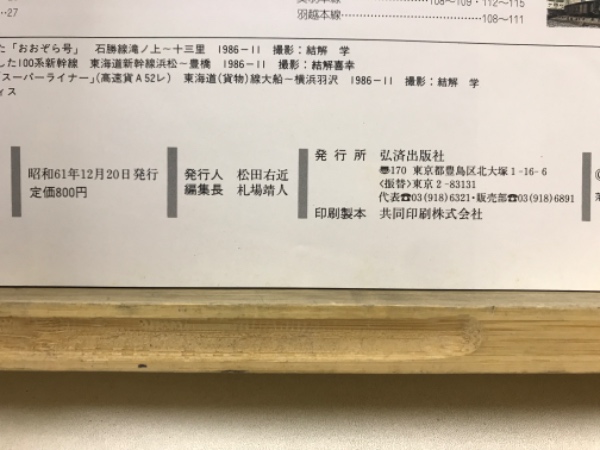 …27
108〜109・112〜115
羽越本線 108〜111
た「おおぞら号」 石勝線滝ノ上〜十三里 1986-11 撮影：結解 学
した100系新幹線 東海道新幹線浜松〜豊橋 1986-11 撮影：結解喜幸
「スーパーライナー」(高速貨A52レ) 東海道(貨物)線大船〜横浜羽沢 1986-11 撮影：結解 学
ィス
昭和61年12月20日発行
定価800円
発行人 松田右近
編集長 札場靖人
発行所 弘済出版社
〠170 東京都豊島区北大塚1-16-6
<振替>東京2-83131
代表☎03(918)6321・販売部☎03(918)6891
印刷製本 共同印刷株式会社